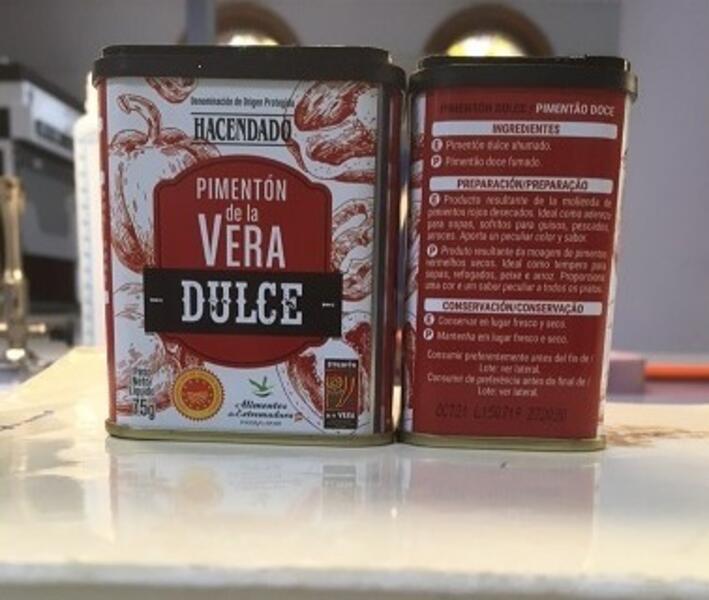 Denominación de Origen Protegida
HACENDADO
PIMENTÓN
de la
VERA
DULCE
Peso
Neto/
75g
Alimentos
de Extremadura
PIMENTÓN DULCE / PIMENTÃO DOCE
INGREDIENTES
E Pimentón dulce ahumado.
P Pimentão doce fumado.
PREPARACIÓN/PREPARAÇÃO
E Producto resultante de la molienda de
pimientos rojos desecados. Ideal como aderezo
para sopas, sofritos para guisos, pescados,
arroces. Aporta un peculiar color y sabor.
P Produto resultante da moagem de pimentos
vermelhos secos. Ideal como tempero para
sopas, refogados, peixe e arroz. Proporciona
uma cor e um sabor peculiar a todos os pratos.
CONSERVACIÓN/CONSERVAÇÃO
E Conservar en lugar fresco y seco.
P Mantenha em lugar fresco e seco.
Consumir preferentemente antes del fin de /
Lote: ver lateral.
Consumir de preferência antes do final de /
Lote: ver lateral.
OCT21 L150719